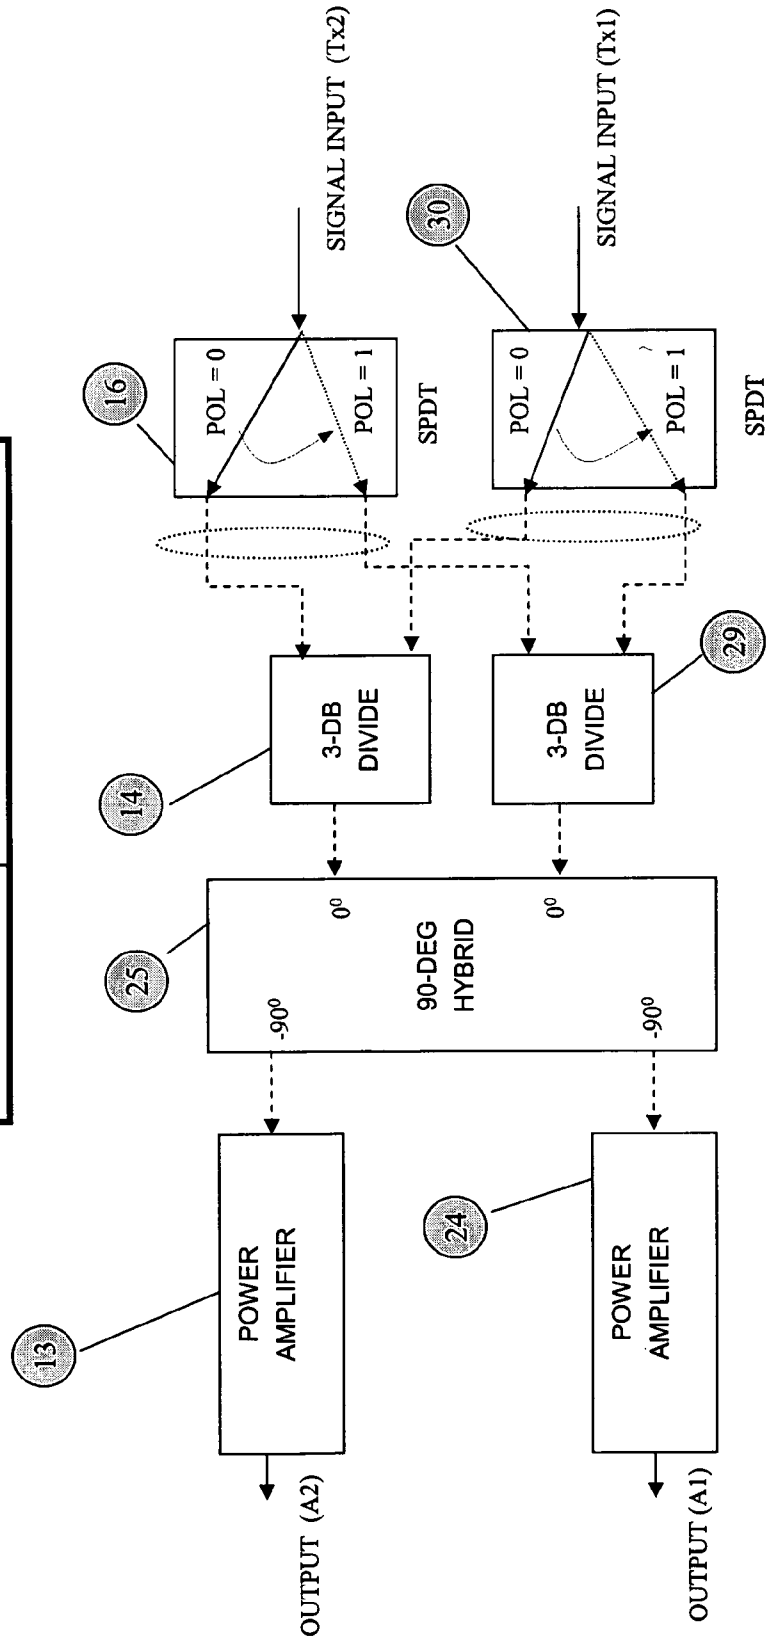 SIGNAL INPUT (Tx2)
SIGNAL INPUT (Tx1)
16
POL = 0
POL = 1
SPDT
30
POL = 0
POL = 1
SPDT
14
3-DB
DIVIDE
3-DB
DIVIDE
29
25
0⁰
0⁰
90-DEG
HYBRID
-90⁰
-90⁰
13
POWER
AMPLIFIER
24
POWER
AMPLIFIER
OUTPUT (A2)
OUTPUT (A1)